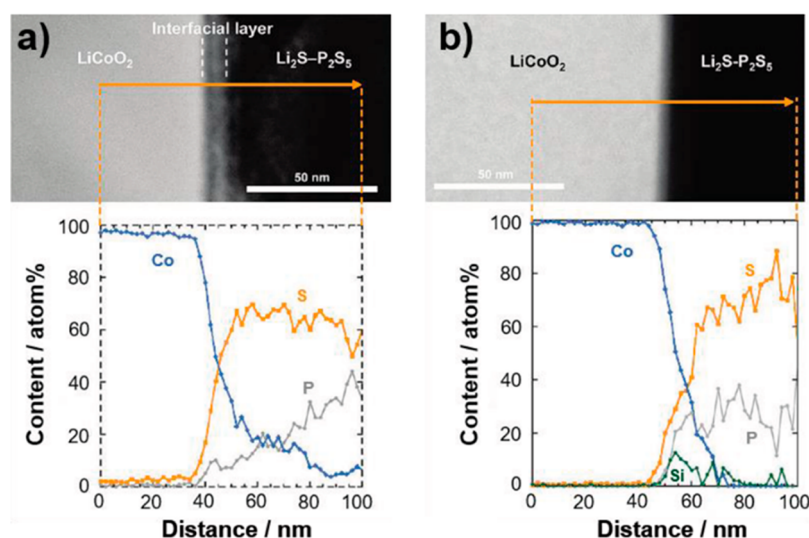 a)
Interfacial layer
LiCoO₂
Li₂S–P₂S₅
50 nm
100
80
60
40
20
0
Content / atom%
Co
S
P
0 20 40 60 80 100
Distance / nm
b)
LiCoO₂
Li₂S-P₂S₅
50 nm
100
80
60
40
20
0
Content / atom%
Co
S
P
Si
0 20 40 60 80 100
Distance / nm